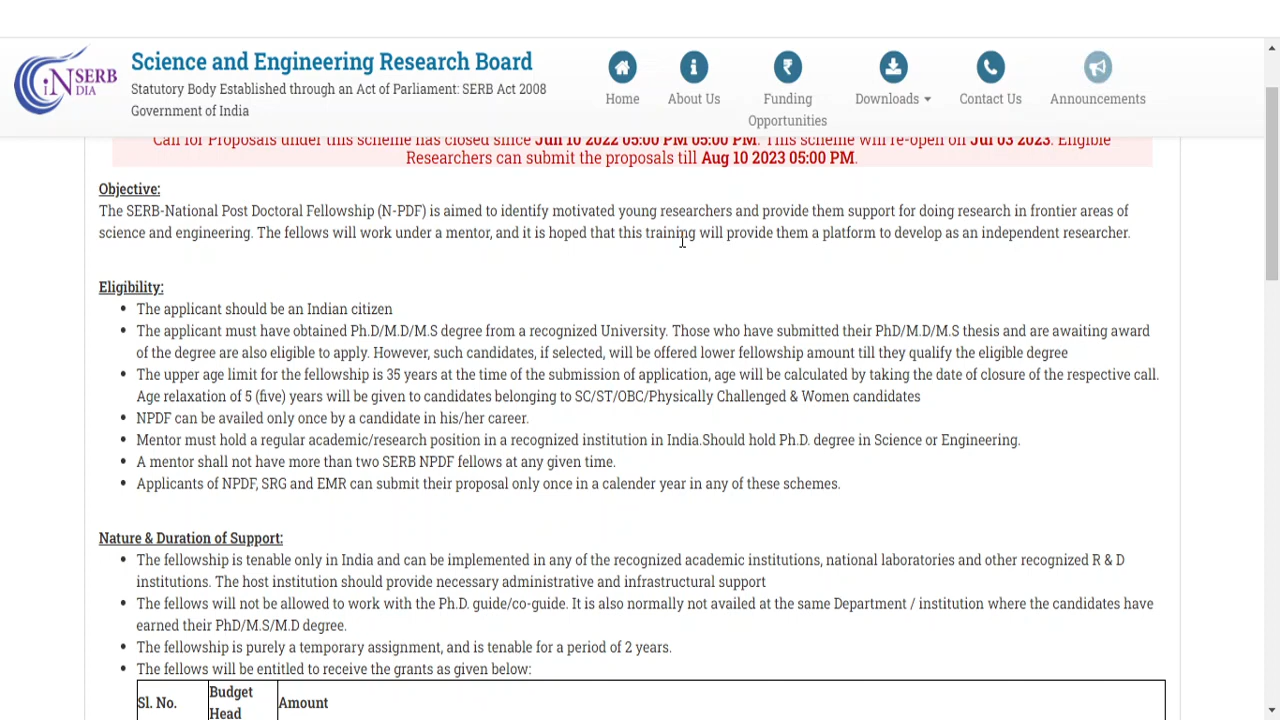 SERB
iN
DIA
Science and Engineering Research Board
Statutory Body Established through an Act of Parliament: SERB Act 2008
Government of India
Home
About Us
Funding
Opportunities
Downloads
Contact Us
Announcements
Call for Proposals under this scheme has closed since Jun 10 2022 05:00 PM 05:00 PM. This scheme will re-open on Jul 03 2023. Eligible
Researchers can submit the proposals till Aug 10 2023 05:00 PM.
Objective:
The SERB-National Post Doctoral Fellowship (N-PDF) is aimed to identify motivated young researchers and provide them support for doing research in frontier areas of
science and engineering. The fellows will work under a mentor, and it is hoped that this training will provide them a platform to develop as an independent researcher.
Eligibility:
• The applicant should be an Indian citizen
• The applicant must have obtained Ph.D/M.D/M.S degree from a recognized University. Those who have submitted their PhD/M.D/M.S thesis and are awaiting award
of the degree are also eligible to apply. However, such candidates, if selected, will be offered lower fellowship amount till they qualify the eligible degree
• The upper age limit for the fellowship is 35 years at the time of the submission of application, age will be calculated by taking the date of closure of the respective call.
Age relaxation of 5 (five) years will be given to candidates belonging to SC/ST/OBC/Physically Challenged & Women candidates
• NPDF can be availed only once by a candidate in his/her career.
• Mentor must hold a regular academic/research position in a recognized institution in India.Should hold Ph.D. degree in Science or Engineering.
• A mentor shall not have more than two SERB NPDF fellows at any given time.
• Applicants of NPDF, SRG and EMR can submit their proposal only once in a calender year in any of these schemes.
Nature & Duration of Support:
• The fellowship is tenable only in India and can be implemented in any of the recognized academic institutions, national laboratories and other recognized R & D
institutions. The host institution should provide necessary administrative and infrastructural support
• The fellows will not be allowed to work with the Ph.D. guide/co-guide. It is also normally not availed at the same Department / institution where the candidates have
earned their PhD/M.S/M.D degree.
• The fellowship is purely a temporary assignment, and is tenable for a period of 2 years.
• The fellows will be entitled to receive the grants as given below:
Sl. No.
Budget
Head
Amount